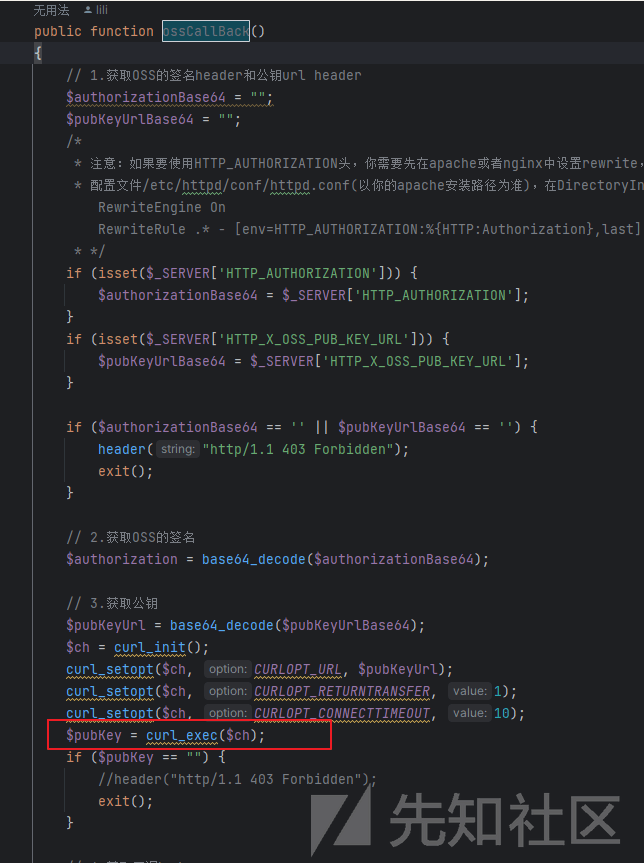 无用法 lili
public function ossCallBack()
{
// 1.获取OSS的签名header和公钥url header
$authorizationBase64 = "";
$pubKeyUrlBase64 = "";
/*
* 注意：如果要使用HTTP_AUTHORIZATION头，你需要先在apache或者nginx中设置rewrite，
* 配置文件/etc/httpd/conf/httpd.conf(以你的apache安装路径为准)，在DirectoryIn
RewriteEngine On
RewriteRule .* - [env=HTTP_AUTHORIZATION:%{HTTP:Authorization},last]
* */
if (isset($_SERVER['HTTP_AUTHORIZATION'])) {
$authorizationBase64 = $_SERVER['HTTP_AUTHORIZATION'];
}
if (isset($_SERVER['HTTP_X_OSS_PUB_KEY_URL'])) {
$pubKeyUrlBase64 = $_SERVER['HTTP_X_OSS_PUB_KEY_URL'];
}
if ($authorizationBase64 == '' || $pubKeyUrlBase64 == '') {
header( string: "http/1.1 403 Forbidden");
exit();
}
// 2.获取OSS的签名
$authorization = base64_decode($authorizationBase64);
// 3.获取公钥
$pubKeyUrl = base64_decode($pubKeyUrlBase64);
$ch = curl_init();
curl_setopt($ch, option: CURLOPT_URL, $pubKeyUrl);
curl_setopt($ch, option: CURLOPT_RETURNTRANSFER, value: 1);
curl_setopt($ch, option: CURLOPT_CONNECTTIMEOUT, value: 10);
$pubKey = curl_exec($ch);
if ($pubKey == "") {
//header("http/1.1 403 Forbidden");
exit();
}
先知社区